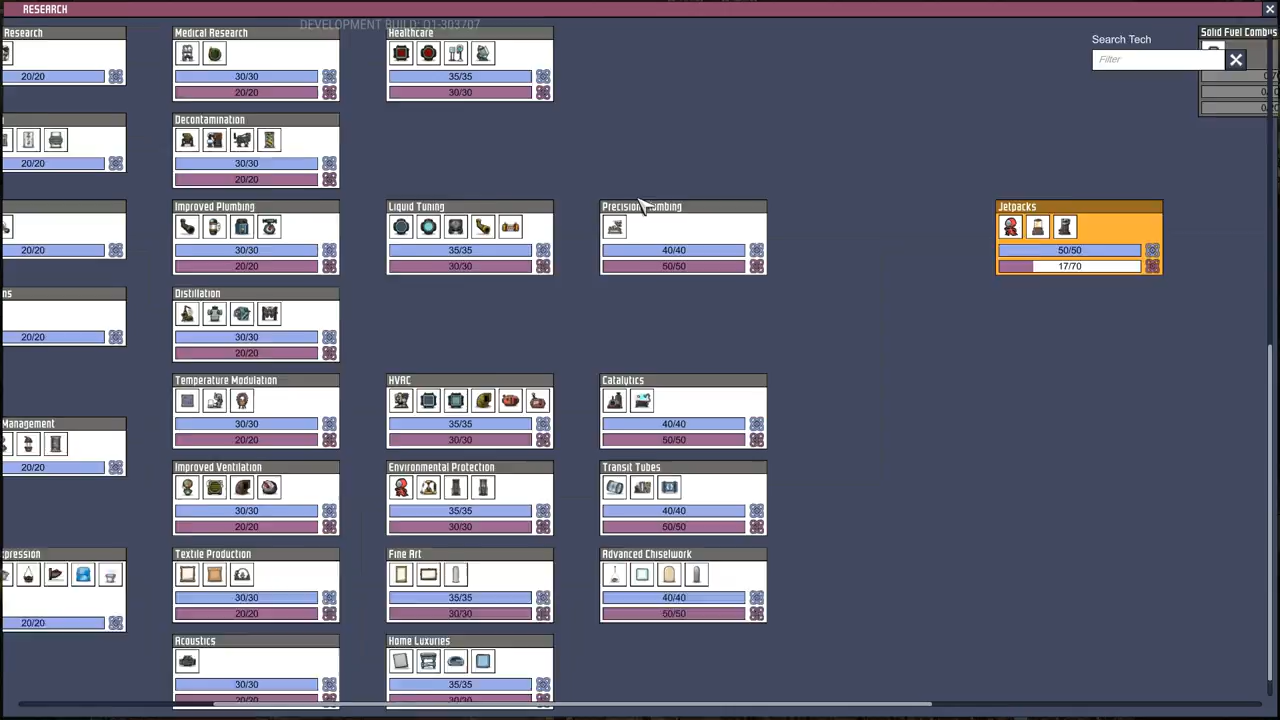 RESEARCH
DEVELOPMENT BUILD: 01-303707
Research
20/20
Medical Research
30/30
20/20
Healthcare
35/35
30/30
Search Tech
Filter
Solid Fuel Combus
20/20
Decontamination
30/30
20/20
20/20
Improved Plumbing
30/30
20/20
Liquid Tuning
35/35
30/30
Precision Plumbing
40/40
50/50
Jetpacks
50/50
17/70
ns
20/20
Distillation
30/30
20/20
Management
20/20
Temperature Modulation
30/30
20/20
HVAC
35/35
30/30
Catalytics
40/40
50/50
Improved Ventilation
30/30
20/20
Environmental Protection
35/35
30/30
Transit Tubes
40/40
50/50
xpression
20/20
Textile Production
30/30
20/20
Fine Art
35/35
30/30
Advanced Chiselwork
40/40
50/50
Acoustics
30/30
20/20
Home Luxuries
35/35
30/30